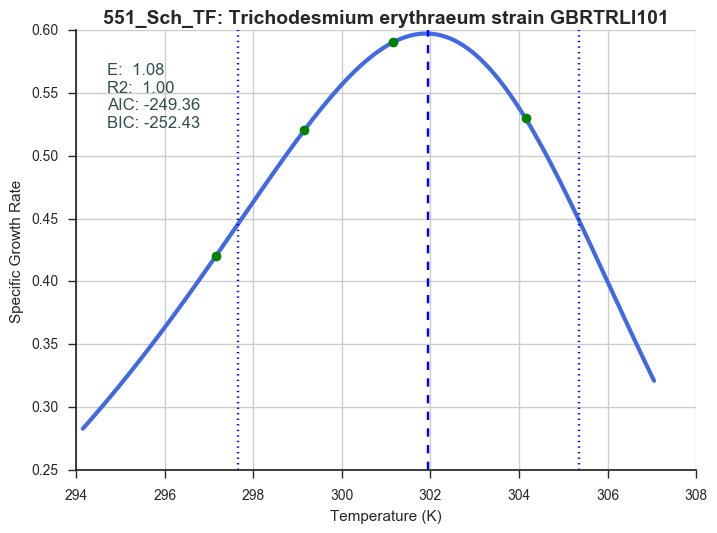 551_Sch_TF: Trichodesmium erythraeum strain GBRTRLI101
E:  1.08
R2:  1.00
AIC: -249.36
BIC: -252.43
Specific Growth Rate
0.60
0.55
0.50
0.45
0.40
0.35
0.30
0.25
294 296 298 300 302 304 306 308
Temperature (K)